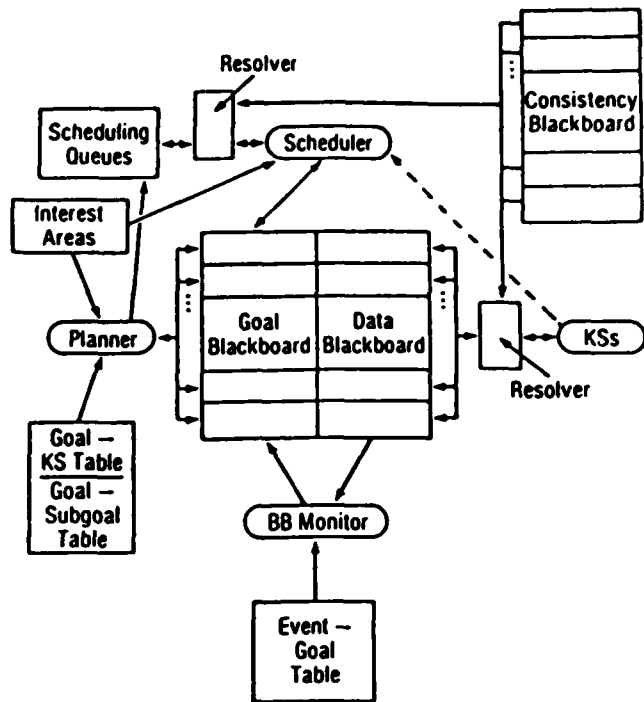 Resolver
Consistency
Blackboard
Scheduling
Queues
Scheduler
Interest
Areas
Planner
Goal
Blackboard
Data
Blackboard
KSs
Resolver
Goal –
KS Table
Goal –
Subgoal
Table
BB Monitor
Event –
Goal
Table